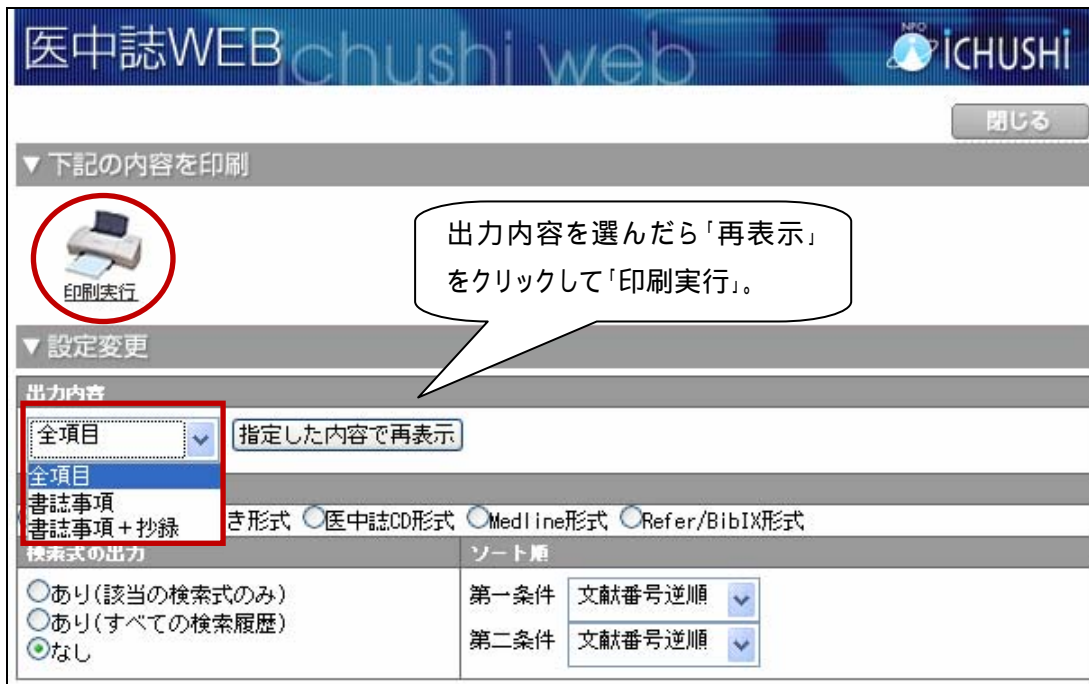 医中誌WEB
ichushi web
NPO
iCHUSHi
閉じる
▼下記の内容を印刷
印刷実行
出力内容を選んだら「再表示」
をクリックして「印刷実行」。
▼設定変更
出力内容
全項目
指定した内容で再表示
全項目
書誌事項
書誌事項+抄録
き形式 医中誌CD形式 Medline形式 Refer/BibIX形式
検索式の出力
ソート順
あり(該当の検索式のみ)
あり(すべての検索履歴)
なし
第一条件 文献番号逆順
第二条件 文献番号逆順